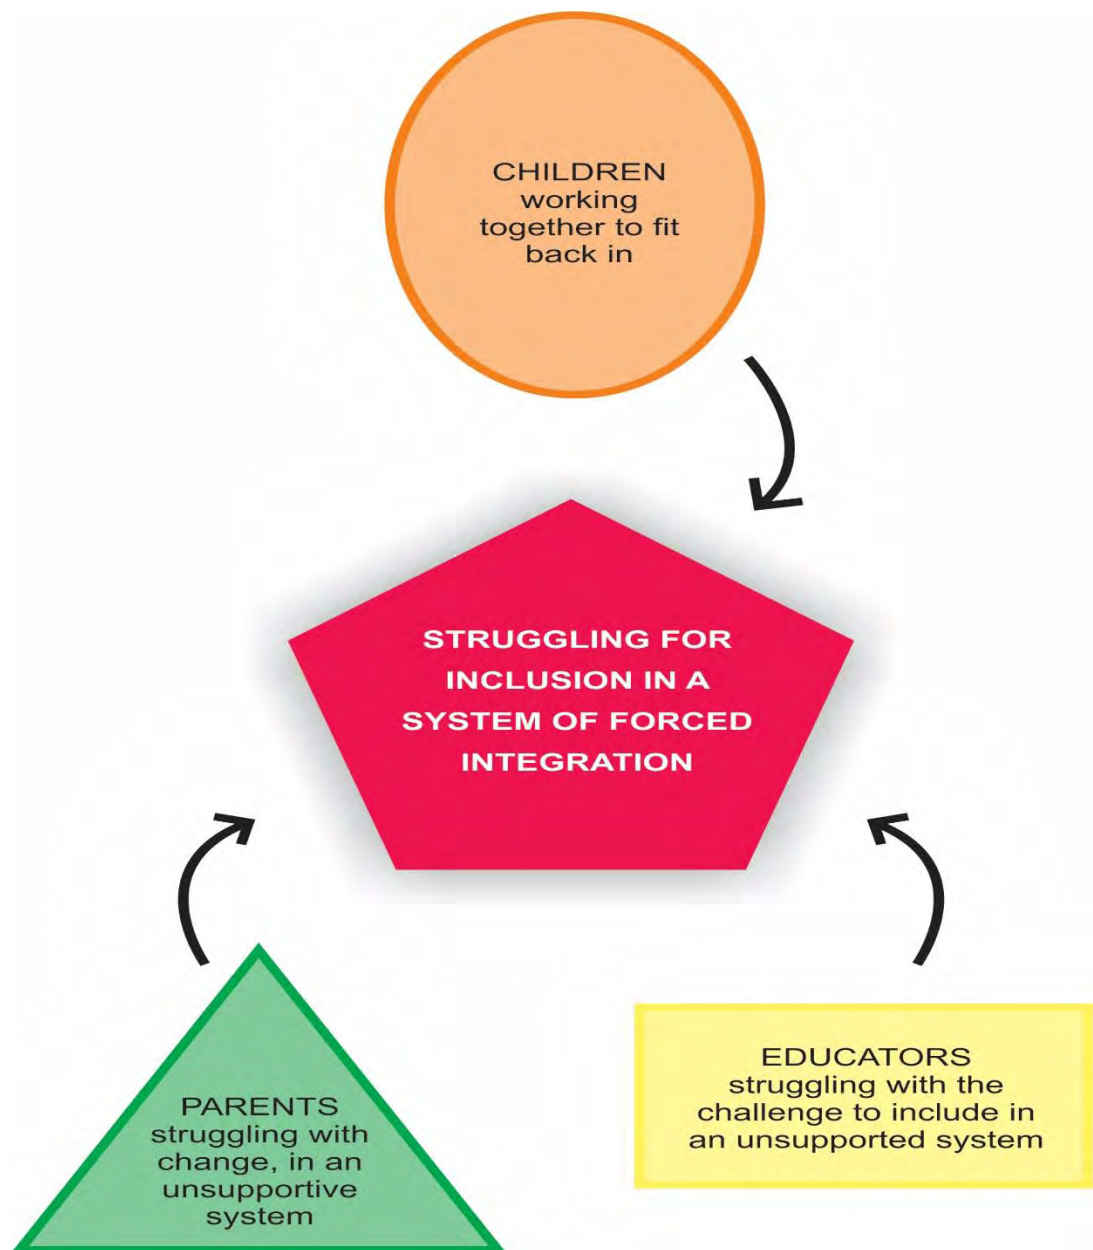 CHILDREN
working
together to fit
back in
STRUGGLING FOR
INCLUSION IN A
SYSTEM OF FORCED
INTEGRATION
PARENTS
struggling with
change, in an
unsupportive
system
EDUCATORS
struggling with the
challenge to include in
an unsupported system